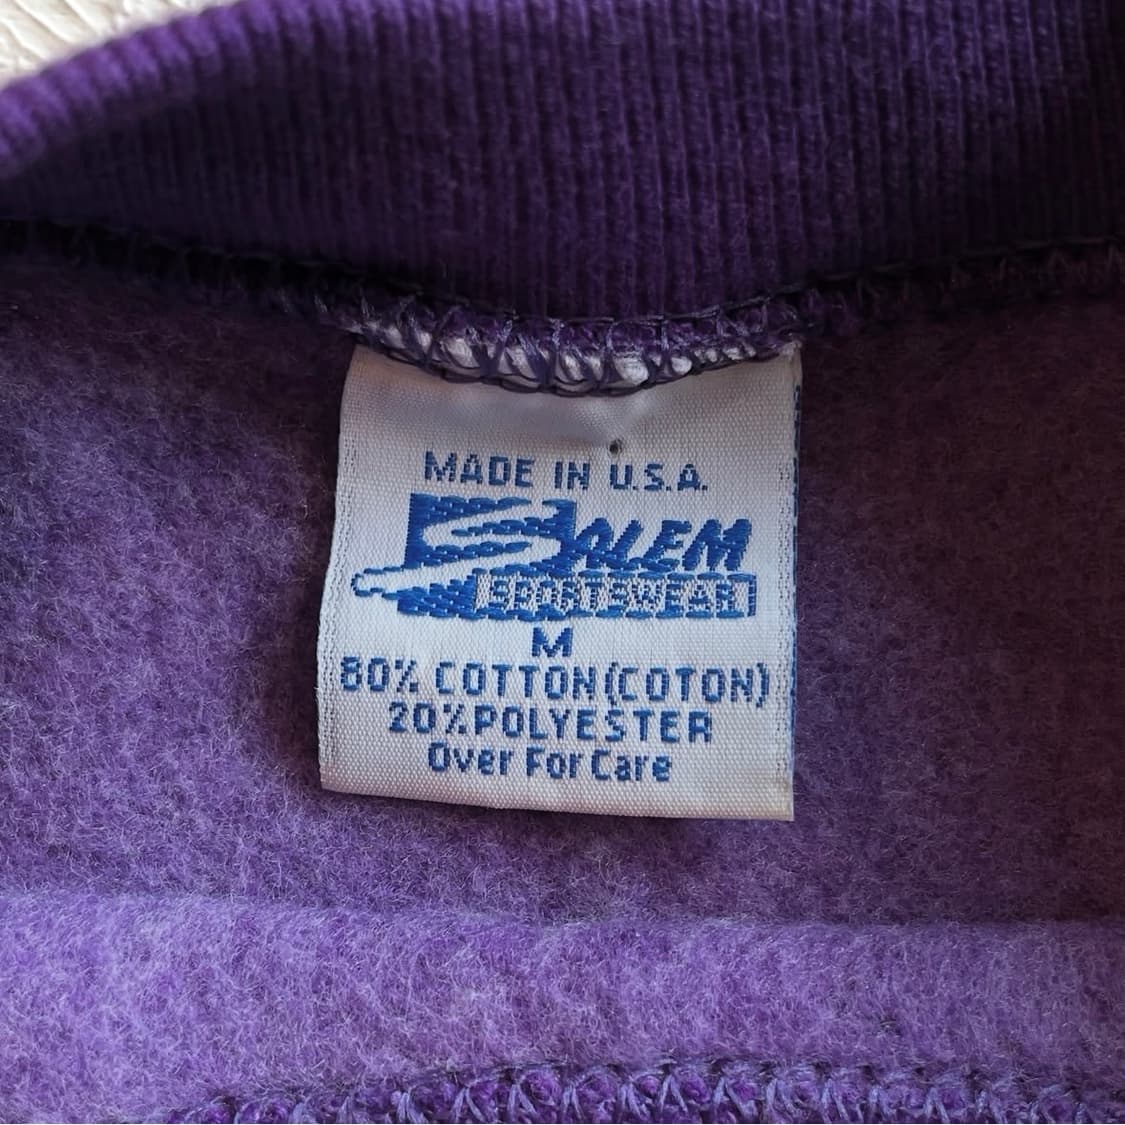 MADE IN U.S.A.
SALEM
SPORTSWEAR
M
80% COTTON(COTON)
20%POLYESTER
Over For Care